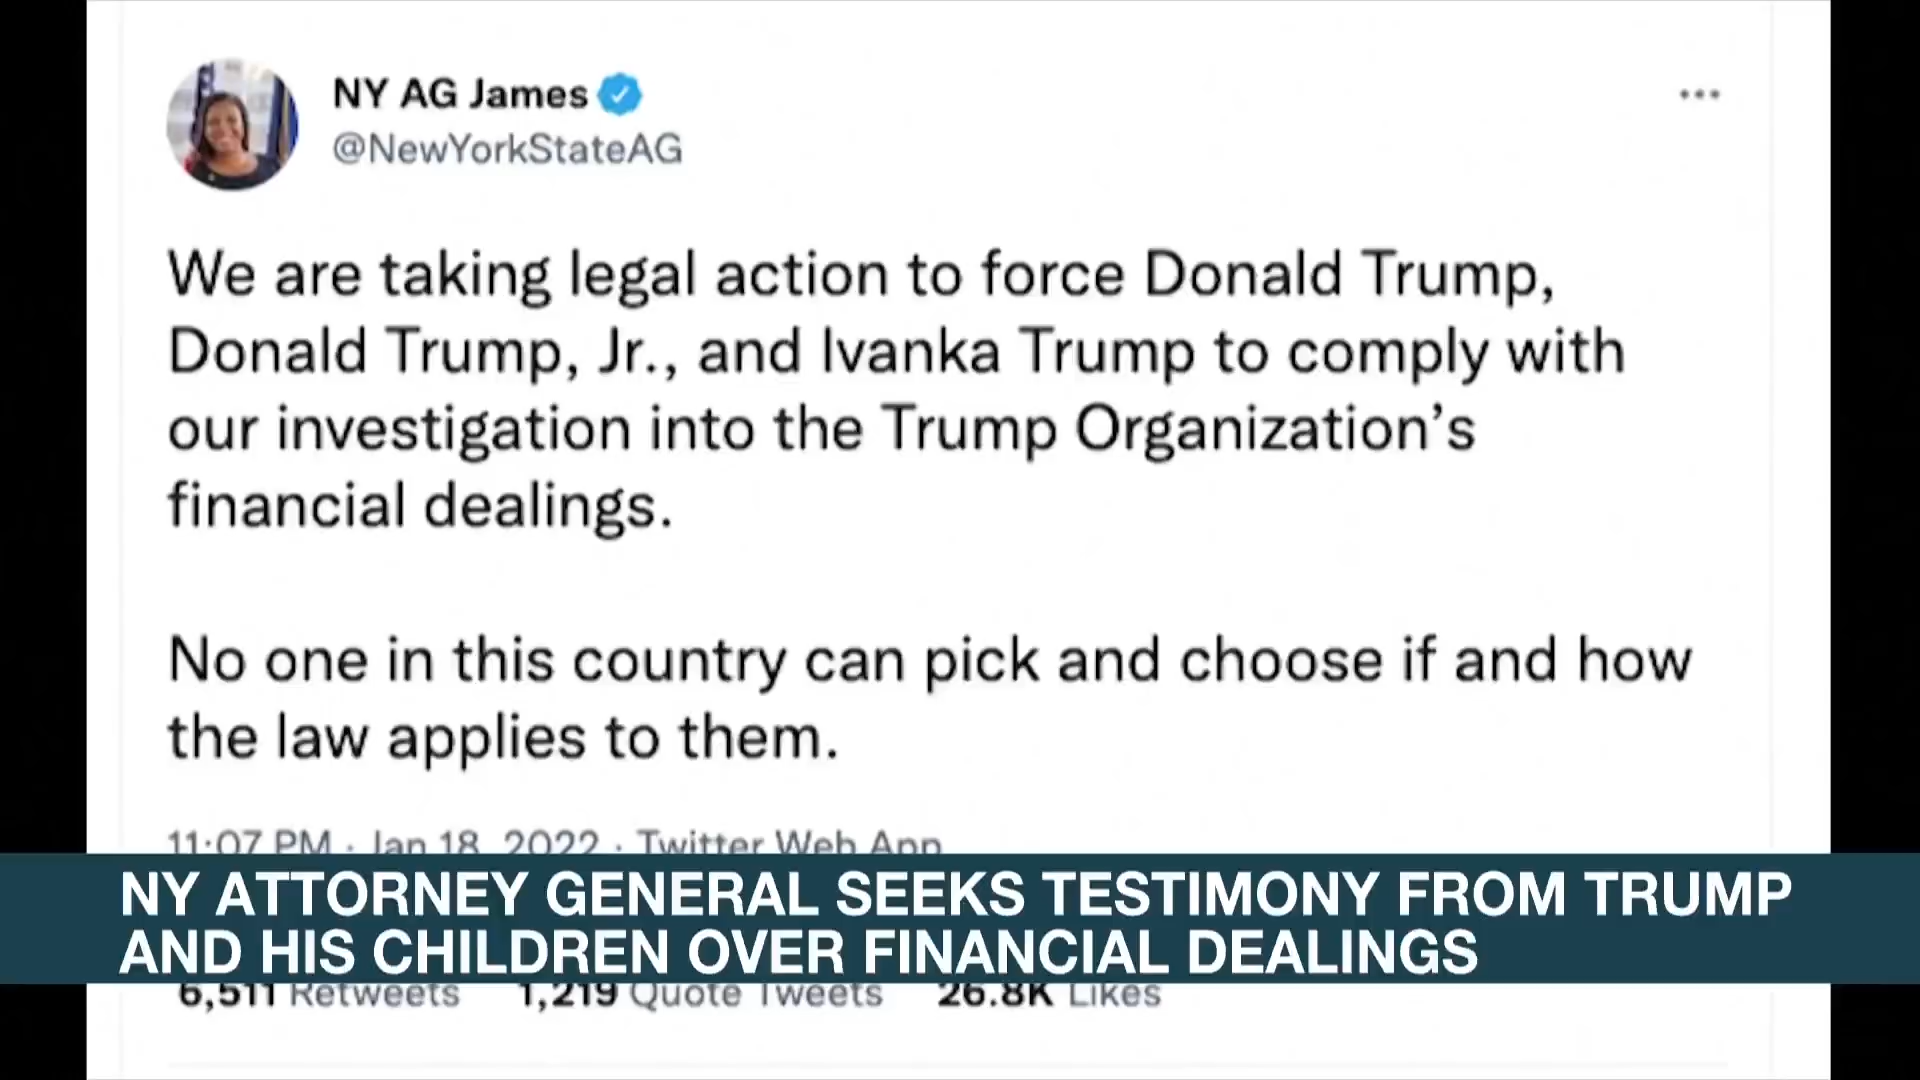 NY AG James
@NewYorkStateAG
We are taking legal action to force Donald Trump,
Donald Trump, Jr., and Ivanka Trump to comply with
our investigation into the Trump Organization’s
financial dealings.
No one in this country can pick and choose if and how
the law applies to them.
11:07 PM · Jan 18, 2022 · Twitter Web App
NY ATTORNEY GENERAL SEEKS TESTIMONY FROM TRUMP
AND HIS CHILDREN OVER FINANCIAL DEALINGS
6,511 Retweets 1,219 Quote Tweets 26.8K Likes